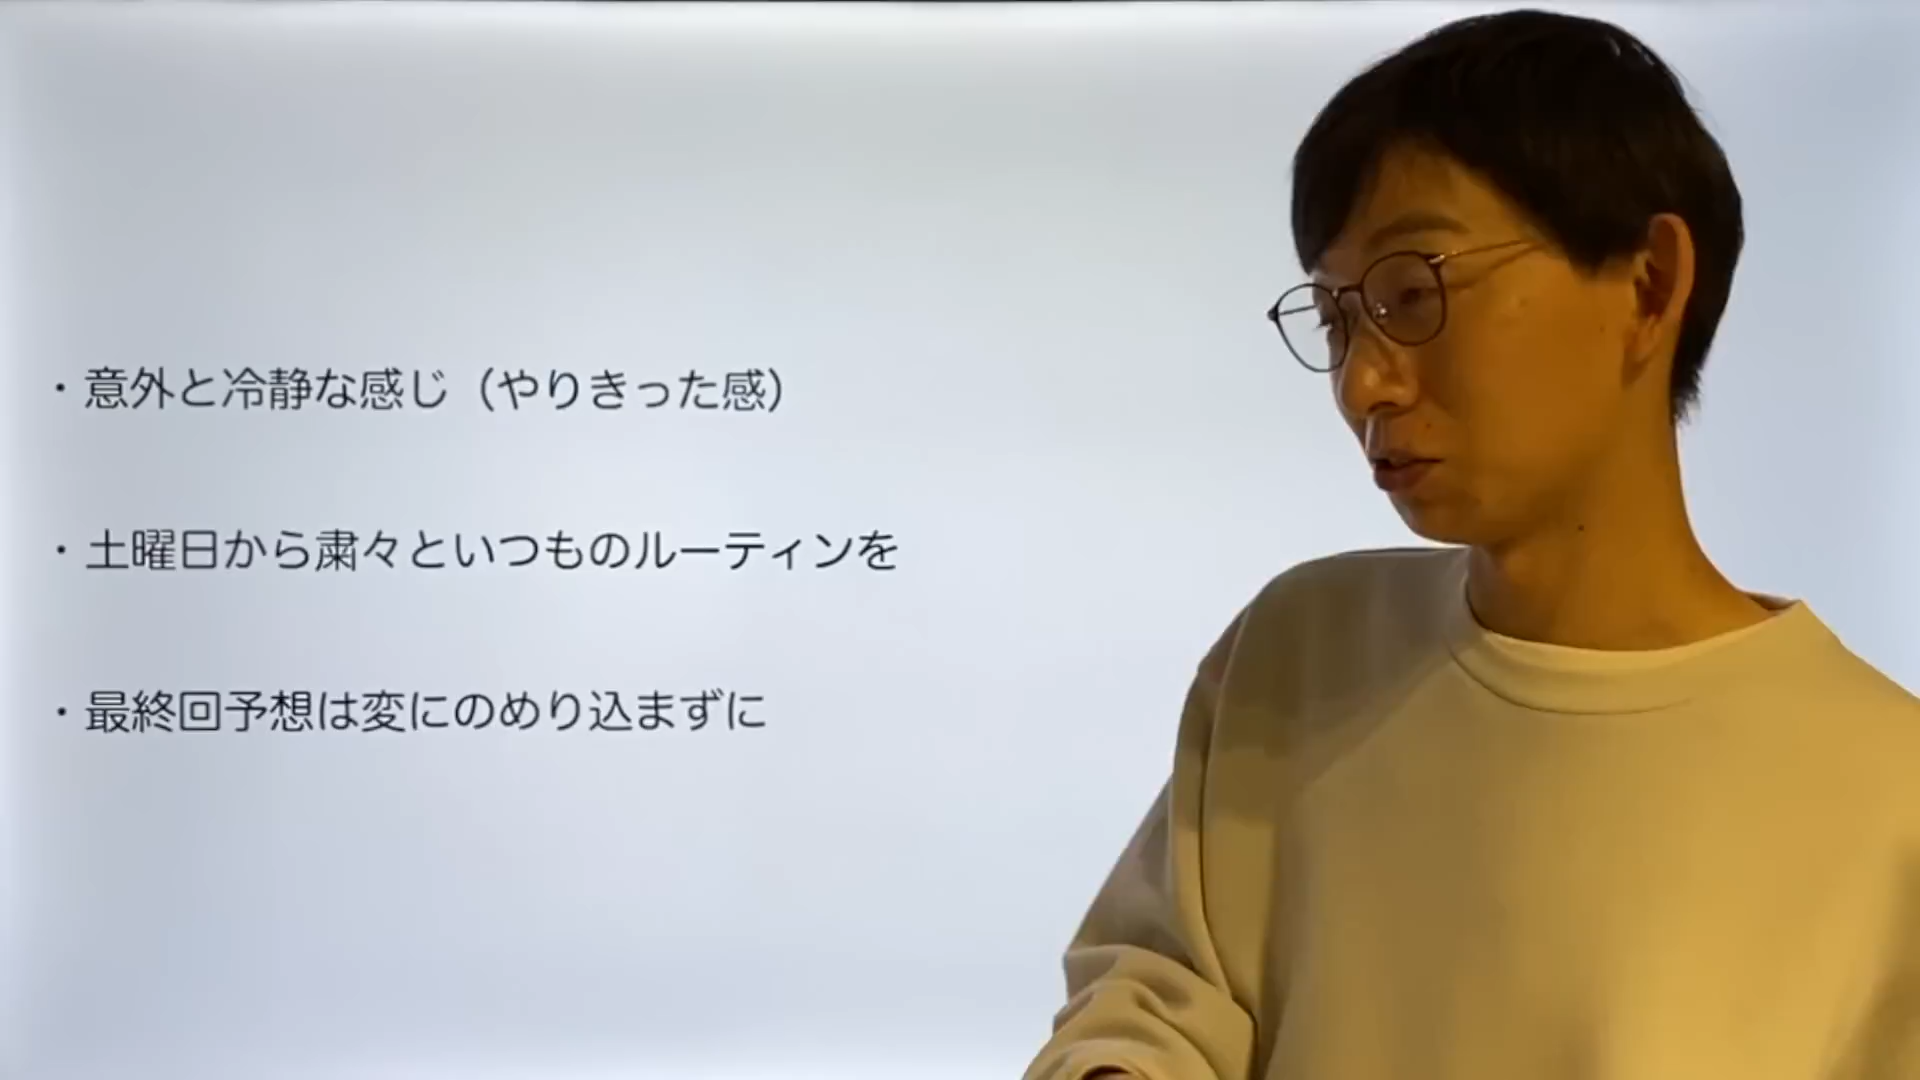 ・意外と冷静な感じ（やりきった感）
・土曜日から粛々といつものルーティンを
・最終回予想は変にのめり込まずに